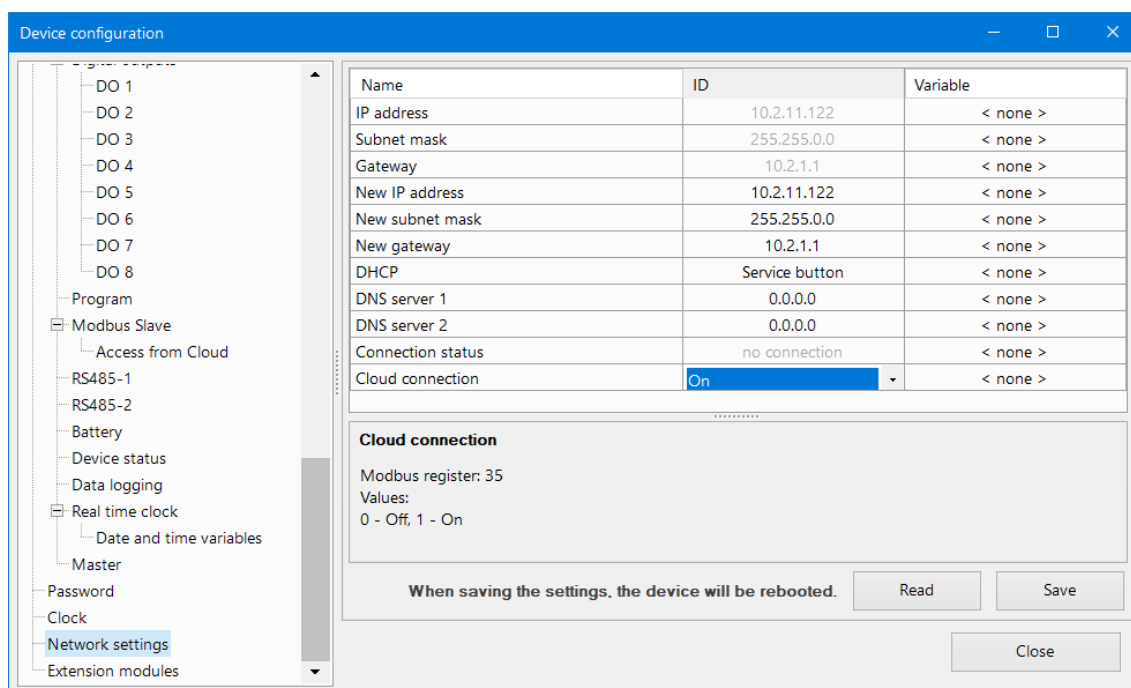 Device configuration
DO 1
DO 2
DO 3
DO 4
DO 5
DO 6
DO 7
DO 8
Program
Modbus Slave
Access from Cloud
RS485-1
RS485-2
Battery
Device status
Data logging
Real time clock
Date and time variables
Master
Password
Clock
Network settings
Extension modules
Name ID Variable
IP address 10.2.11.122 < none >
Subnet mask 255.255.0.0 < none >
Gateway 10.2.1.1 < none >
New IP address 10.2.11.122 < none >
New subnet mask 255.255.0.0 < none >
New gateway 10.2.1.1 < none >
DHCP Service button < none >
DNS server 1 0.0.0.0 < none >
DNS server 2 0.0.0.0 < none >
Connection status no connection < none >
Cloud connection On < none >
Cloud connection
Modbus register: 35
Values:
0 - Off, 1 - On
When saving the settings, the device will be rebooted. Read Save
Close